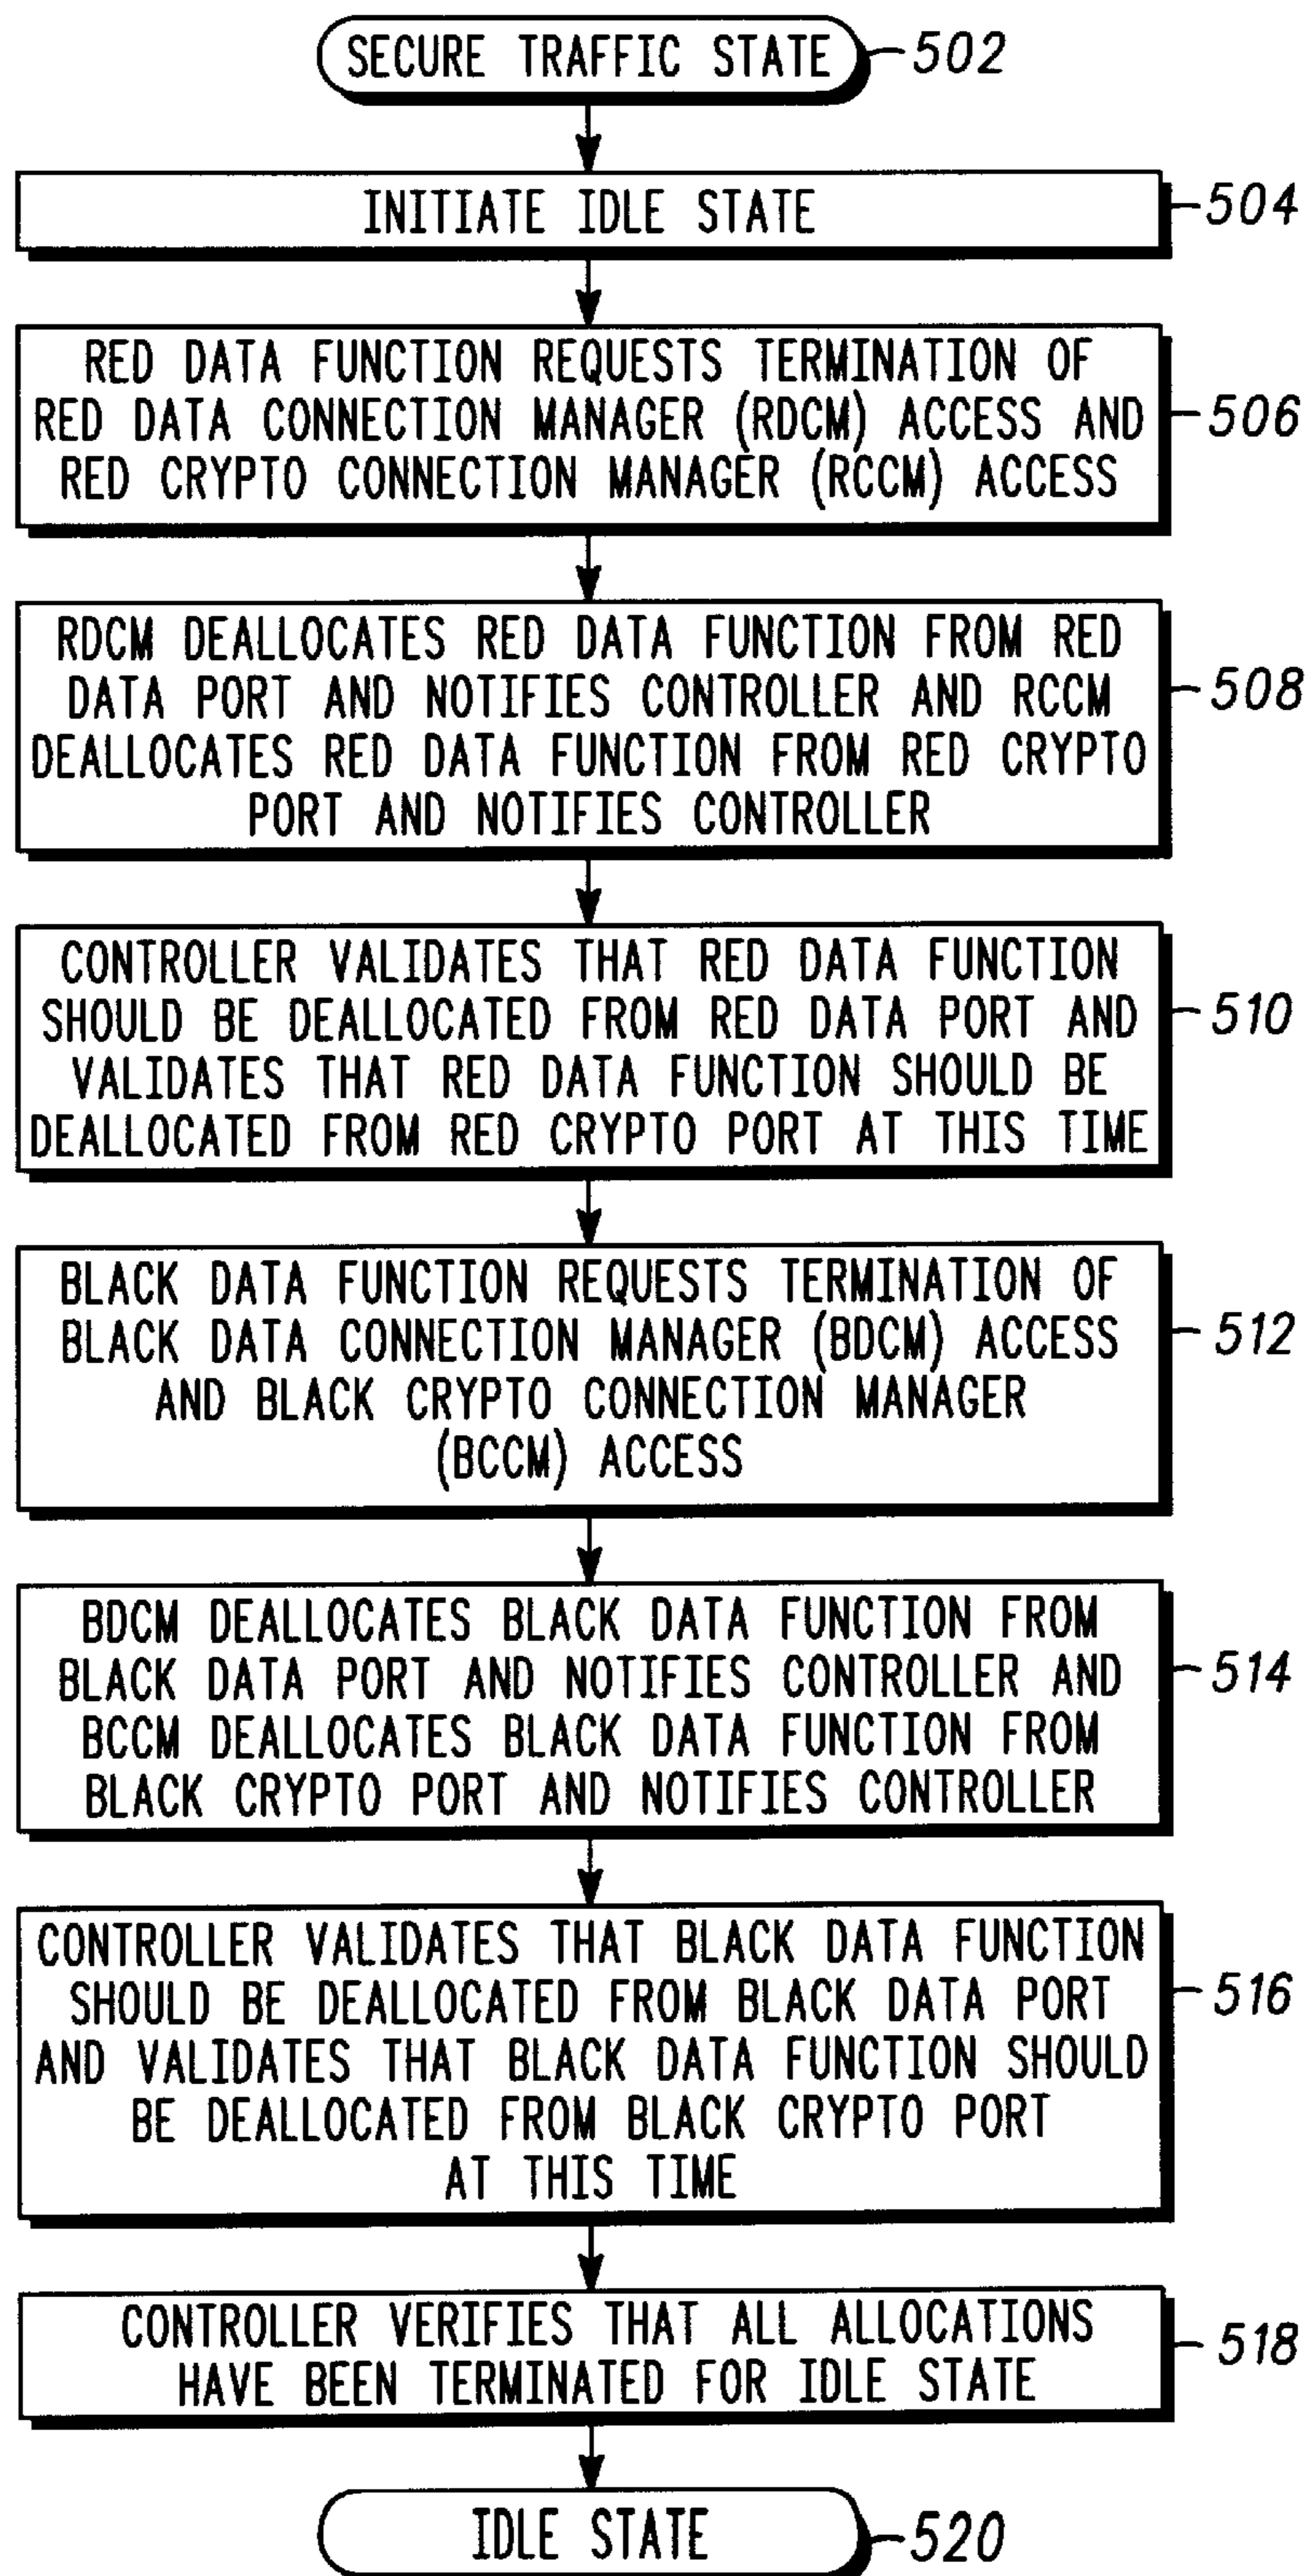 SECURE TRAFFIC STATE
502
INITIATE IDLE STATE
504
RED DATA FUNCTION REQUESTS TERMINATION OF
RED DATA CONNECTION MANAGER (RDCM) ACCESS AND
RED CRYPTO CONNECTION MANAGER (RCCM) ACCESS
506
RDCM DEALLOCATES RED DATA FUNCTION FROM RED
DATA PORT AND NOTIFIES CONTROLLER AND RCCM
DEALLOCATES RED DATA FUNCTION FROM RED CRYPTO
PORT AND NOTIFIES CONTROLLER
508
CONTROLLER VALIDATES THAT RED DATA FUNCTION
SHOULD BE DEALLOCATED FROM RED DATA PORT AND
VALIDATES THAT RED DATA FUNCTION SHOULD BE
DEALLOCATED FROM RED CRYPTO PORT AT THIS TIME
510
BLACK DATA FUNCTION REQUESTS TERMINATION OF
BLACK DATA CONNECTION MANAGER (BDCM) ACCESS
AND BLACK CRYPTO CONNECTION MANAGER
(BCCM) ACCESS
512
BDCM DEALLOCATES BLACK DATA FUNCTION FROM
BLACK DATA PORT AND NOTIFIES CONTROLLER AND
BCCM DEALLOCATES BLACK DATA FUNCTION FROM
BLACK CRYPTO PORT AND NOTIFIES CONTROLLER
514
CONTROLLER VALIDATES THAT BLACK DATA FUNCTION
SHOULD BE DEALLOCATED FROM BLACK DATA PORT
AND VALIDATES THAT BLACK DATA FUNCTION SHOULD
BE DEALLOCATED FROM BLACK CRYPTO PORT
AT THIS TIME
516
CONTROLLER VERIFIES THAT ALL ALLOCATIONS
HAVE BEEN TERMINATED FOR IDLE STATE
518
IDLE STATE
520